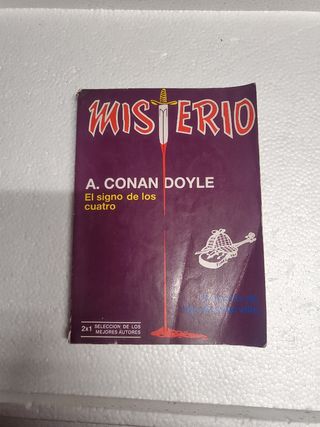 MISTERIO
A. CONAN DOYLE
El signo de los
cuatro
2x1 SELECCION DE LOS
MEJORES AUTORES